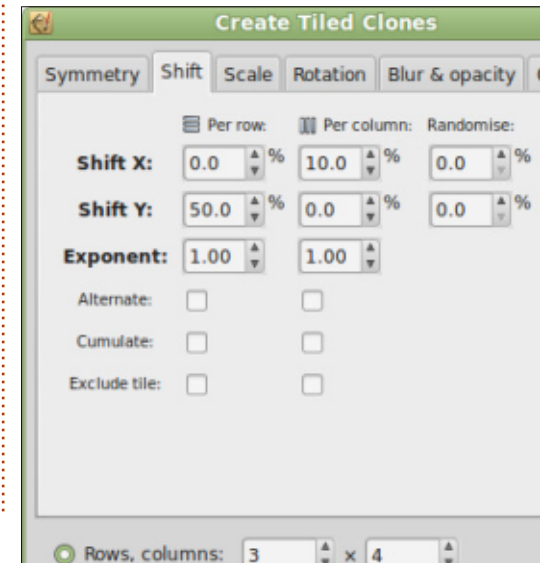 Create Tiled Clones
Symmetry Shift Scale Rotation Blur & opacity
Per row: Per column: Randomise:
Shift X: 0.0 % 10.0 % 0.0 %
Shift Y: 50.0 % 0.0 % 0.0 %
Exponent: 1.00 1.00
Alternate:
Cumulate:
Exclude tile:
Rows, columns: 3 × 4